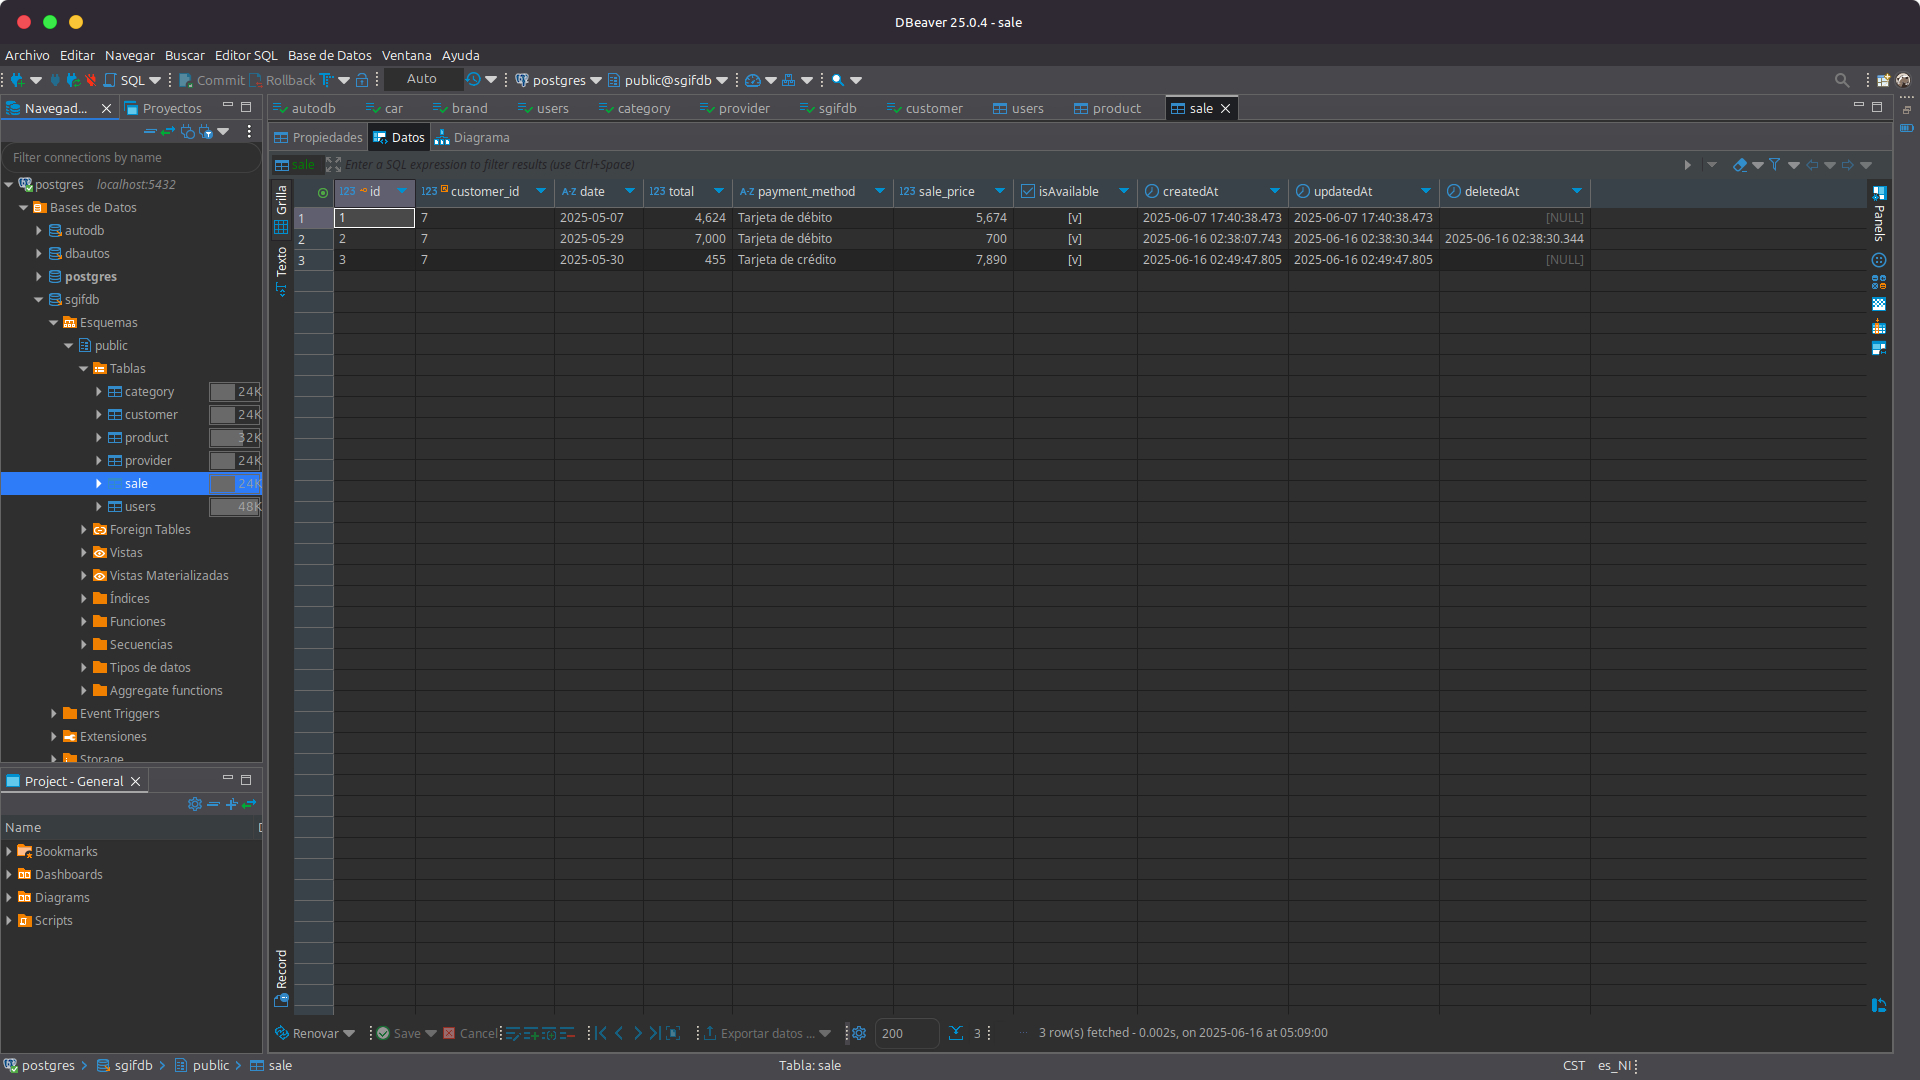 DBeaver 25.0.4 - sale
Archivo Editar Navegar Buscar Editor SQL Base de Datos Ventana Ayuda
SQL Commit Rollback Auto postgres public@sgifdb
Navegad... Proyectos
autodb car brand users category provider sgifdb customer users product sale
Propiedades Datos Diagrama
Filter connections by name
sale Enter a SQL expression to filter results (use Ctrl+Space)
postgres localhost:5432
Bases de Datos
autodb
dbautos
postgres
sgifdb
Esquemas
public
Tablas
category 24K
customer 24K
product 32K
provider 24K
sale 24K
users 48K
Foreign Tables
Vistas
Vistas Materializadas
Índices
Funciones
Secuencias
Tipos de datos
Aggregate functions
Event Triggers
Extensiones
Storage
Grilla
Texto
Record
123 id 123 customer_id A-Z date 123 total A-Z payment_method 123 sale_price isAvailable createdAt updatedAt deletedAt
1 1 7 2025-05-07 4,624 Tarjeta de débito 5,674 [v] 2025-06-07 17:40:38.473 2025-06-07 17:40:38.473 [NULL]
2 2 7 2025-05-29 7,000 Tarjeta de débito 700 [v] 2025-06-16 02:38:07.743 2025-06-16 02:38:30.344 2025-06-16 02:38:30.344
3 3 7 2025-05-30 455 Tarjeta de crédito 7,890 [v] 2025-06-16 02:49:47.805 2025-06-16 02:49:47.805 [NULL]
Panels
Project - General
Name
Bookmarks
Dashboards
Diagrams
Scripts
Renovar Save Cancel Exportar datos ... 200 3 3 row(s) fetched - 0.002s, on 2025-06-16 at 05:09:00
postgres sgifdb public sale Tabla: sale CST es_NI